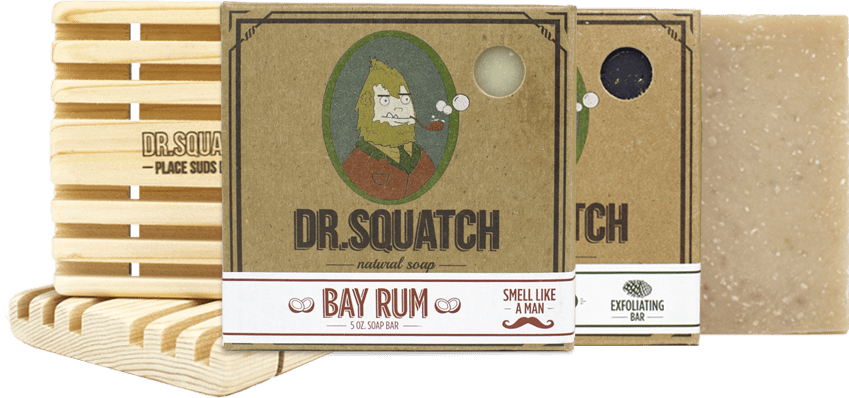 DR.SQUA
PLACE SUDS
DR.SQUATCH
natural soap
BAY RUM
5 OZ. SOAP BAR
SMELL LIKE
A MAN
TCH
EXFOLIATING
BAR